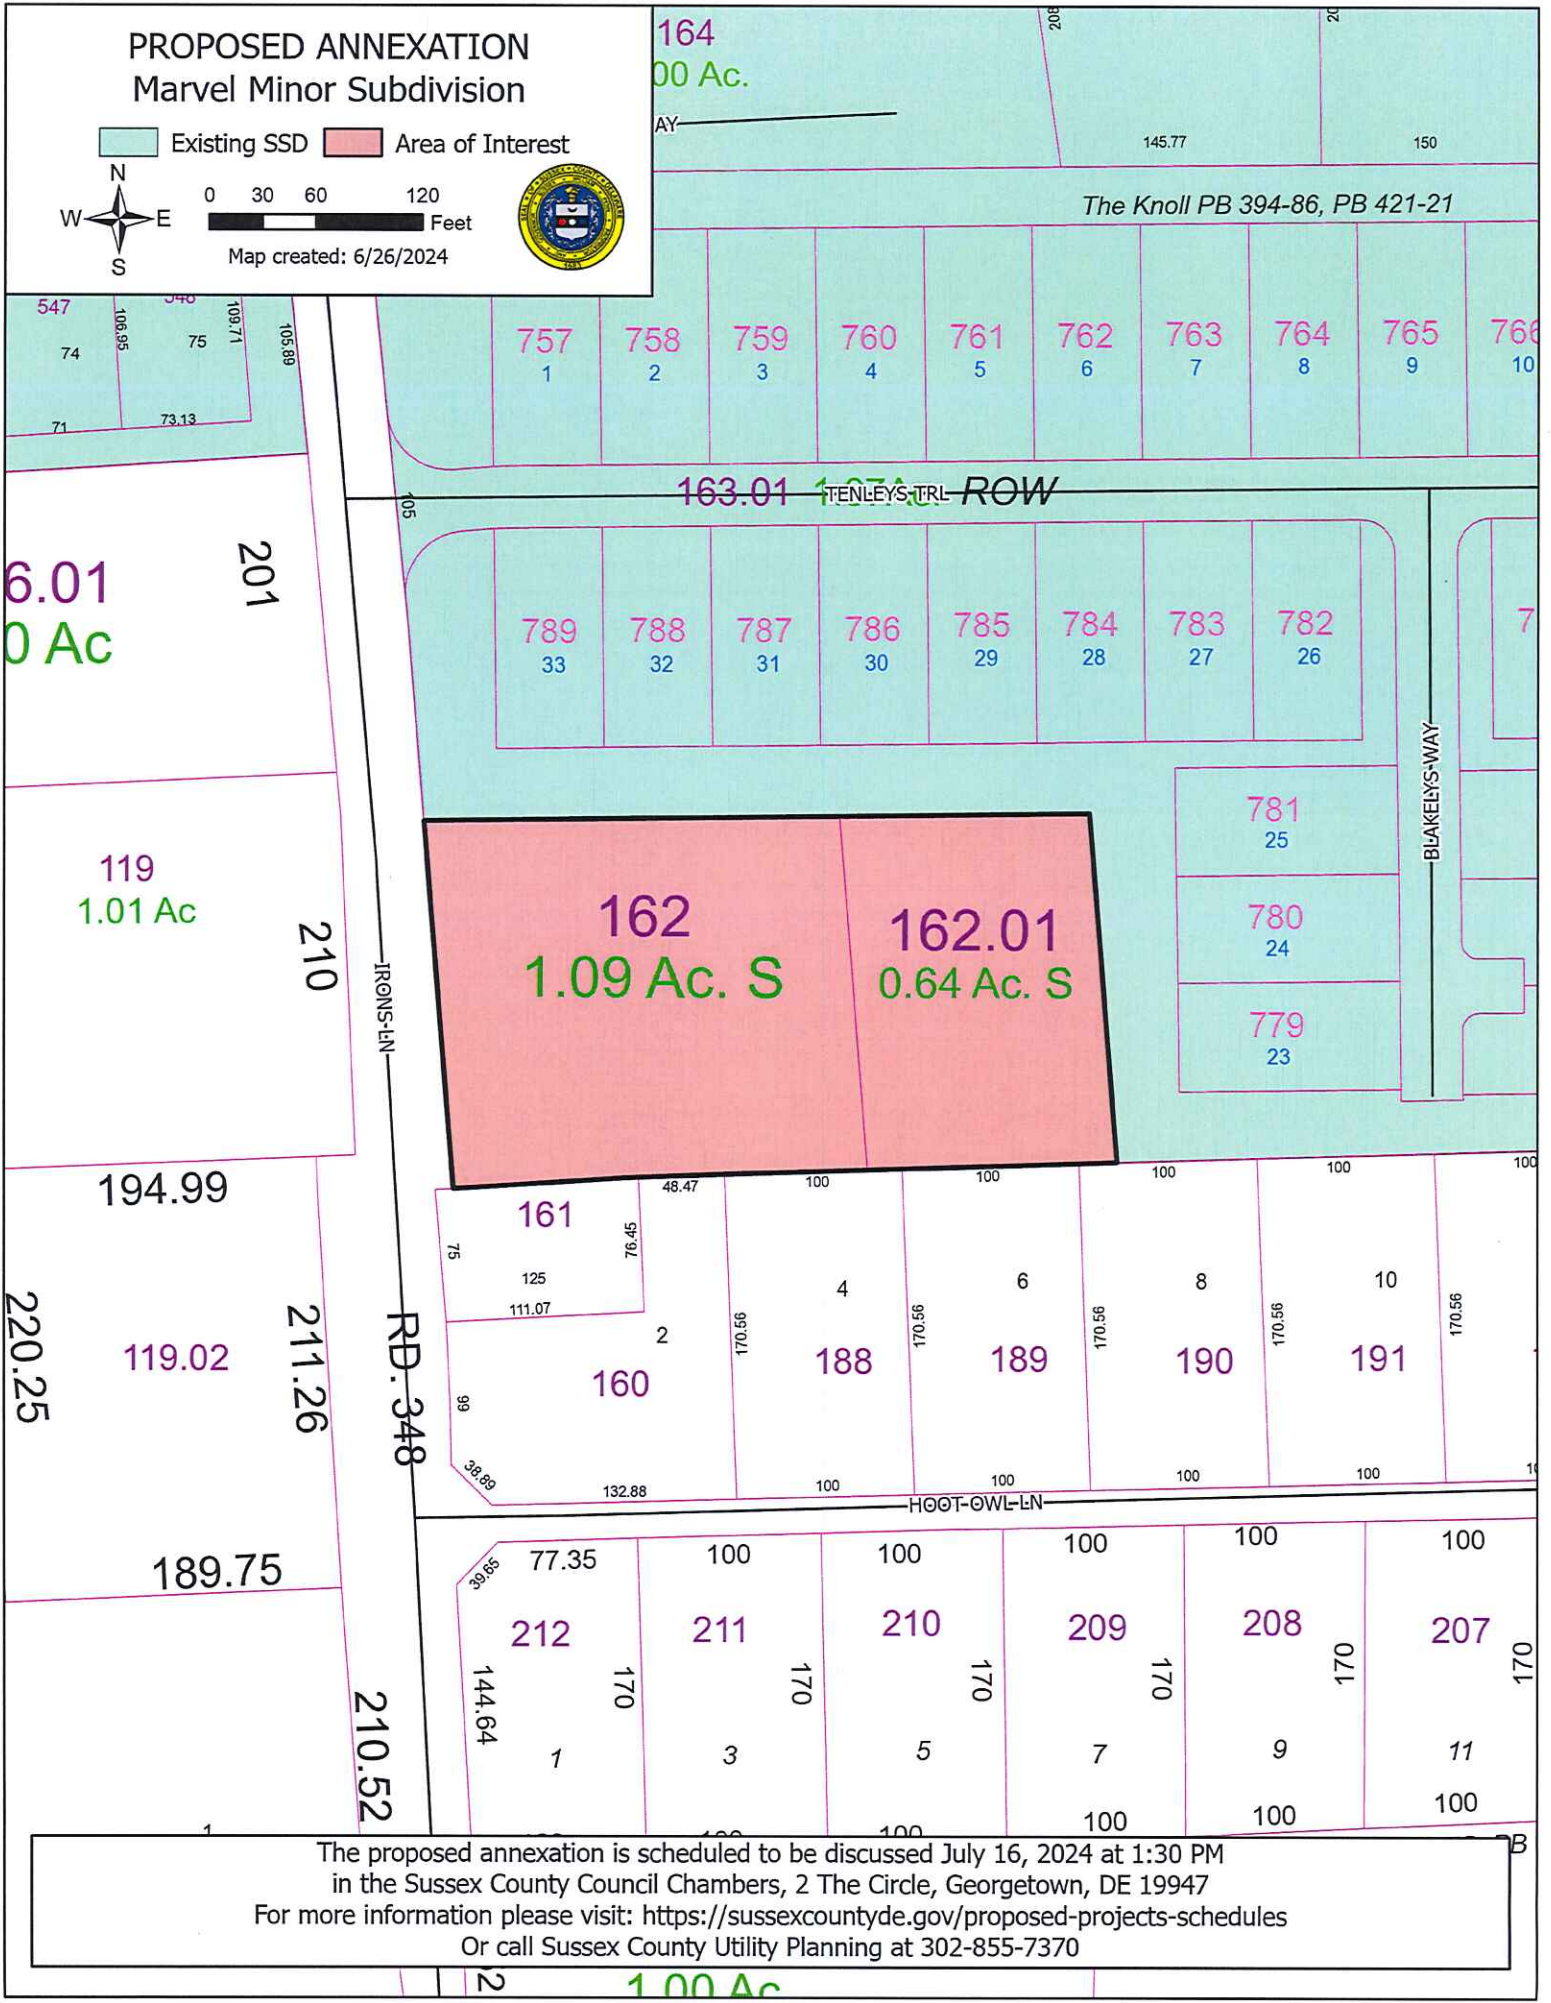 PROPOSED ANNEXATION
Marvel Minor Subdivision
Existing SSD
Area of Interest
N
W E
S
0 30 60 120
Feet
Map created: 6/26/2024
164
00 Ac.
AY
208
20
145.77
150
The Knoll PB 394-86, PB 421-21
547
74
106.95
75
109.71
105.89
71
73.13
757 758 759 760 761 762 763 764 765 766
1 2 3 4 5 6 7 8 9 10
105
163.01
TENLEYS TRL
ROW
6.01
0 Ac
201
789 788 787 786 785 784 783 782 7
33 32 31 30 29 28 27 26
BLAKELYS WAY
781
25
780
24
779
23
119
1.01 Ac
210
IRONS LN
162
1.09 Ac. S
162.01
0.64 Ac. S
194.99
48.47
100 100 100 100 100
161
75
76.45
125
111.07
2
160
99
38.89
132.88
170.56
4
188
100
170.56
6
189
100
170.56
8
190
100
170.56
10
191
100
170.56
10
220.25
119.02
211.26
RD. 348
HOOT OWL LN
189.75
39.65
77.35
100 100 100 100 100
212 211 210 209 208 207
144.64
170 170 170 170 170 170
1 3 5 7 9 11
100 100 100 100
210.52
1
PB
The proposed annexation is scheduled to be discussed July 16, 2024 at 1:30 PM
in the Sussex County Council Chambers, 2 The Circle, Georgetown, DE 19947
For more information please visit: https://sussexcountyde.gov/proposed-projects-schedules
Or call Sussex County Utility Planning at 302-855-7370
2
1.00 Ac